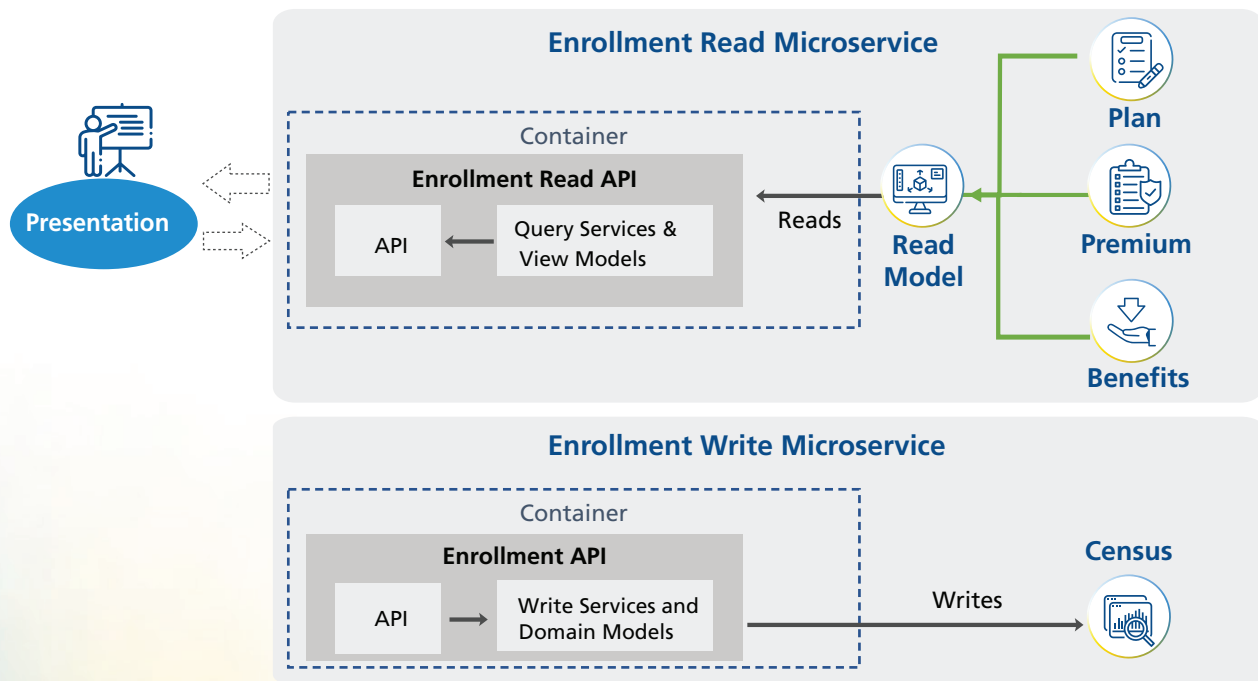 Enrollment Read Microservice
Plan
Container
Enrollment Read API
Presentation
API
Query Services &
View Models
Reads
Read
Model
Premium
Benefits
Enrollment Write Microservice
Container
Enrollment API
API
Write Services and
Domain Models
Writes
Census